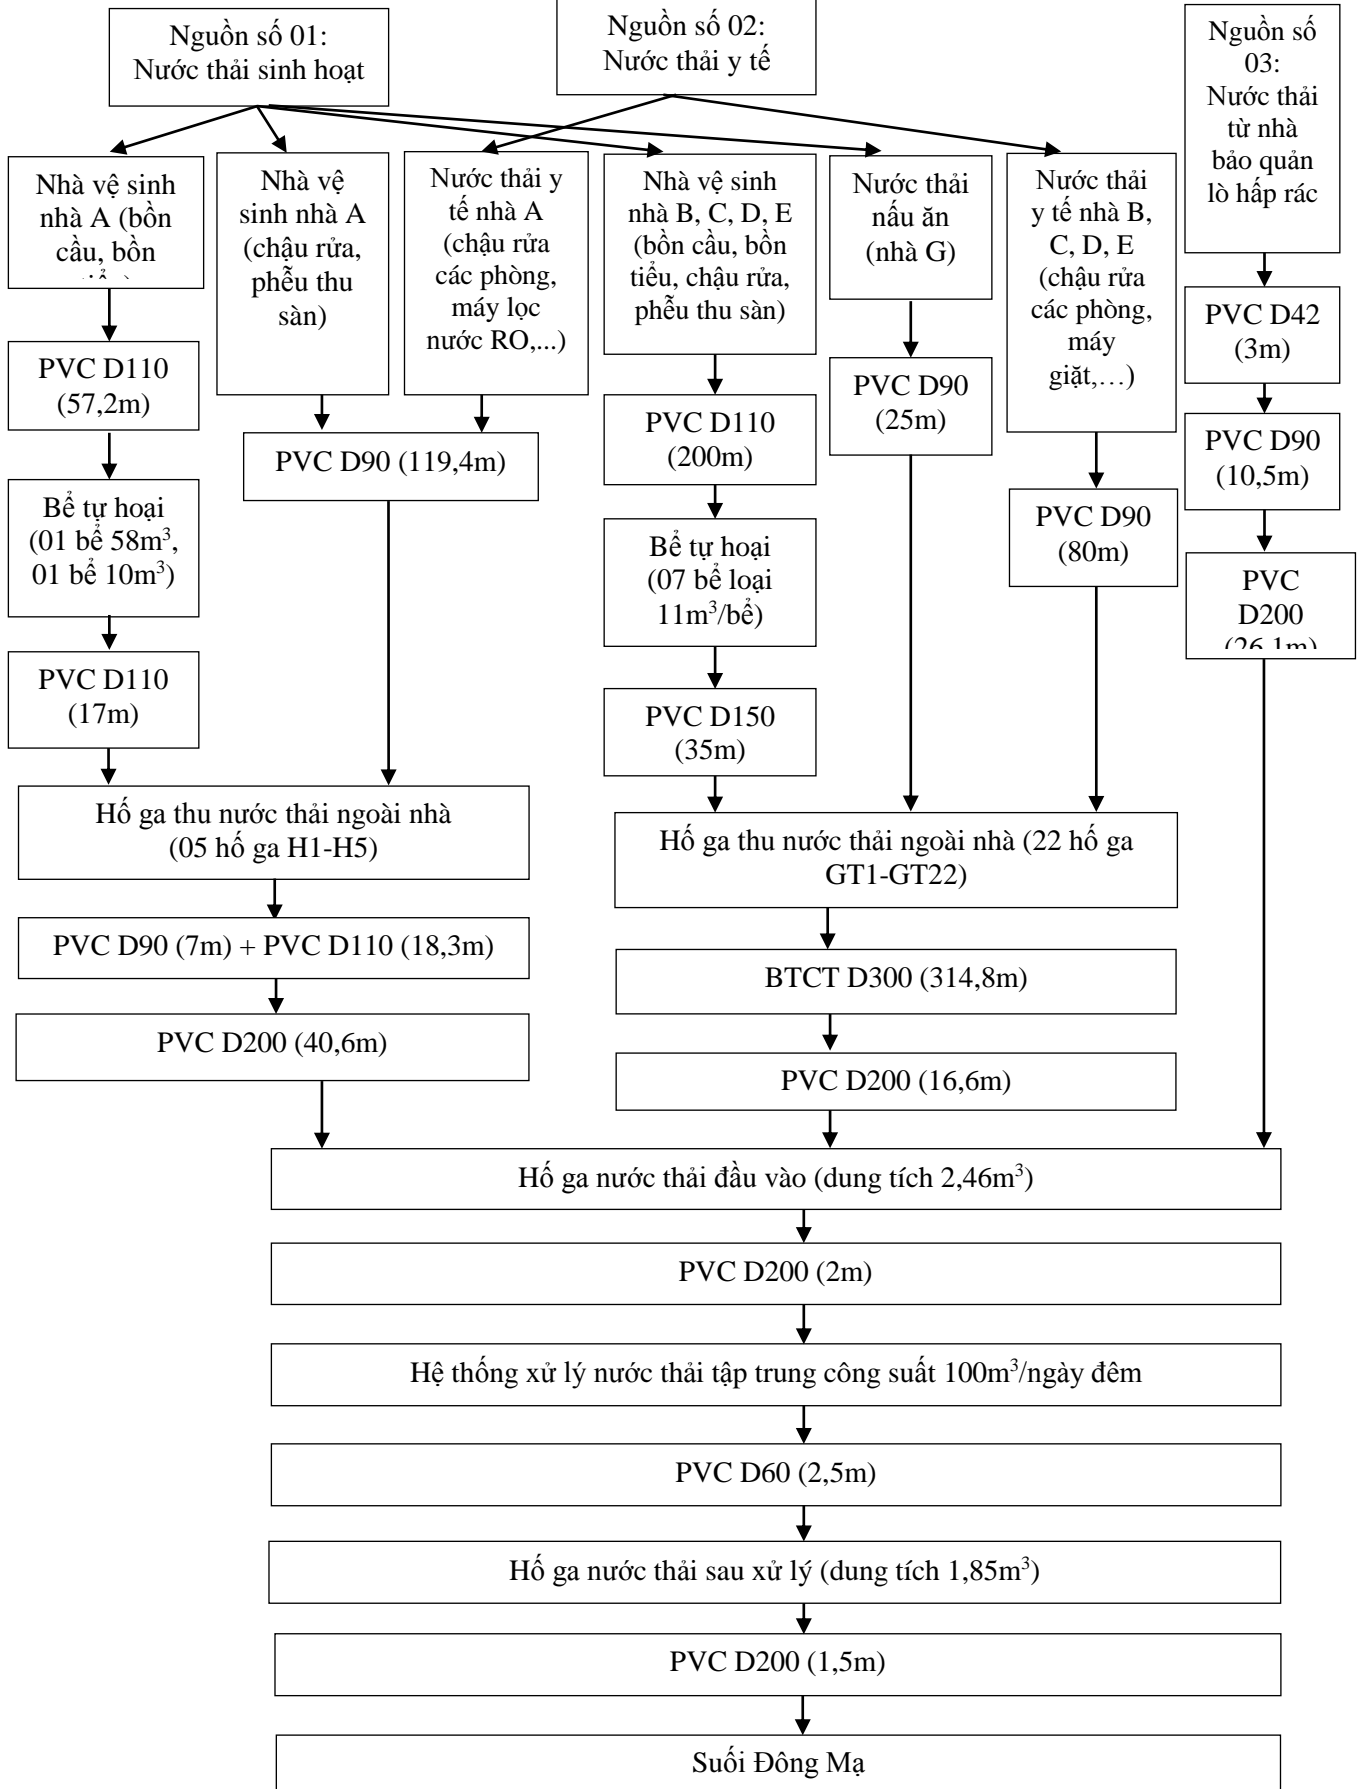 Nguồn số 01:
Nước thải sinh hoạt
Nguồn số 02:
Nước thải y tế
Nguồn số
03:
Nước thải
từ nhà
bảo quản
lò hấp rác
Nhà vệ sinh
nhà A (bồn
cầu, bồn
Nhà vệ
sinh nhà A
(chậu rửa,
phễu thu
sàn)
Nước thải y
tế nhà A
(chậu rửa
các phòng,
máy lọc
nước RO,...)
Nhà vệ sinh
nhà B, C, D, E
(bồn cầu, bồn
tiểu, chậu rửa,
phễu thu sàn)
Nước thải
nấu ăn
(nhà G)
Nước thải
y tế nhà B,
C, D, E
(chậu rửa
các phòng,
máy
giặt,…)
PVC D42
(3m)
PVC D110
(57,2m)
PVC D90 (119,4m)
PVC D110
(200m)
PVC D90
(25m)
PVC D90
(10,5m)
Bể tự hoại
(01 bể 58m³,
01 bể 10m³)
Bể tự hoại
(07 bể loại
11m³/bể)
PVC D90
(80m)
PVC
D200
(26,1m)
PVC D110
(17m)
PVC D150
(35m)
Hố ga thu nước thải ngoài nhà
(05 hố ga H1-H5)
Hố ga thu nước thải ngoài nhà (22 hố ga
GT1-GT22)
PVC D90 (7m) + PVC D110 (18,3m)
BTCT D300 (314,8m)
PVC D200 (40,6m)
PVC D200 (16,6m)
Hố ga nước thải đầu vào (dung tích 2,46m³)
PVC D200 (2m)
Hệ thống xử lý nước thải tập trung công suất 100m³/ngày đêm
PVC D60 (2,5m)
Hố ga nước thải sau xử lý (dung tích 1,85m³)
PVC D200 (1,5m)
Suối Đông Mạ